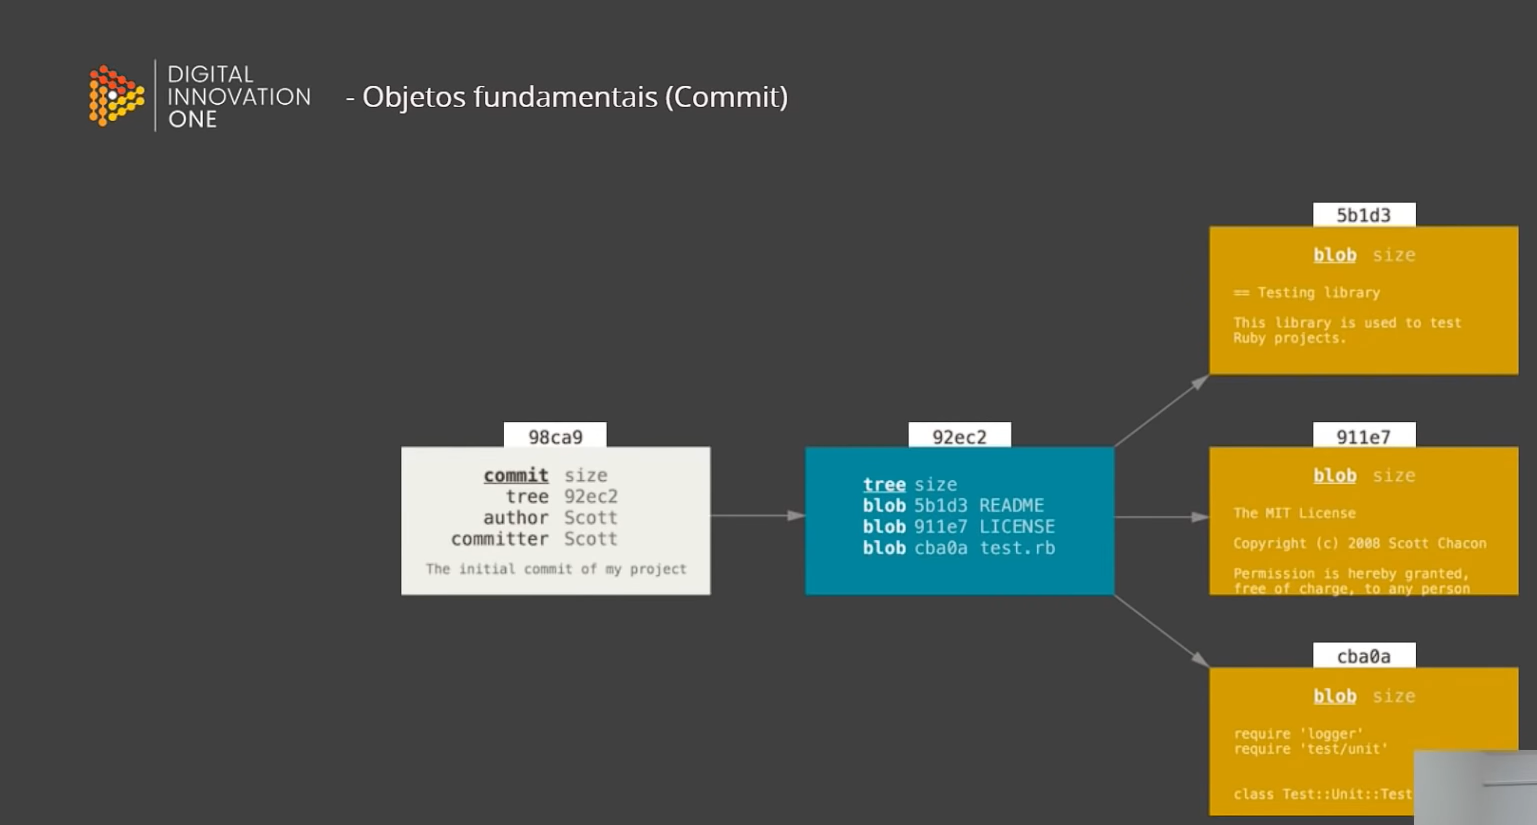 DIGITAL
INNOVATION
ONE
- Objetos fundamentais (Commit)
98ca9
commit size
tree 92ec2
author Scott
committer Scott
The initial commit of my project
92ec2
tree size
blob 5b1d3 README
blob 911e7 LICENSE
blob cba0a test.rb
5b1d3
blob size
== Testing library
This library is used to test
Ruby projects.
911e7
blob size
The MIT License
Copyright (c) 2008 Scott Chacon
Permission is hereby granted,
free of charge, to any person
cba0a
blob size
require 'logger'
require 'test/unit'
class Test::Unit::Test